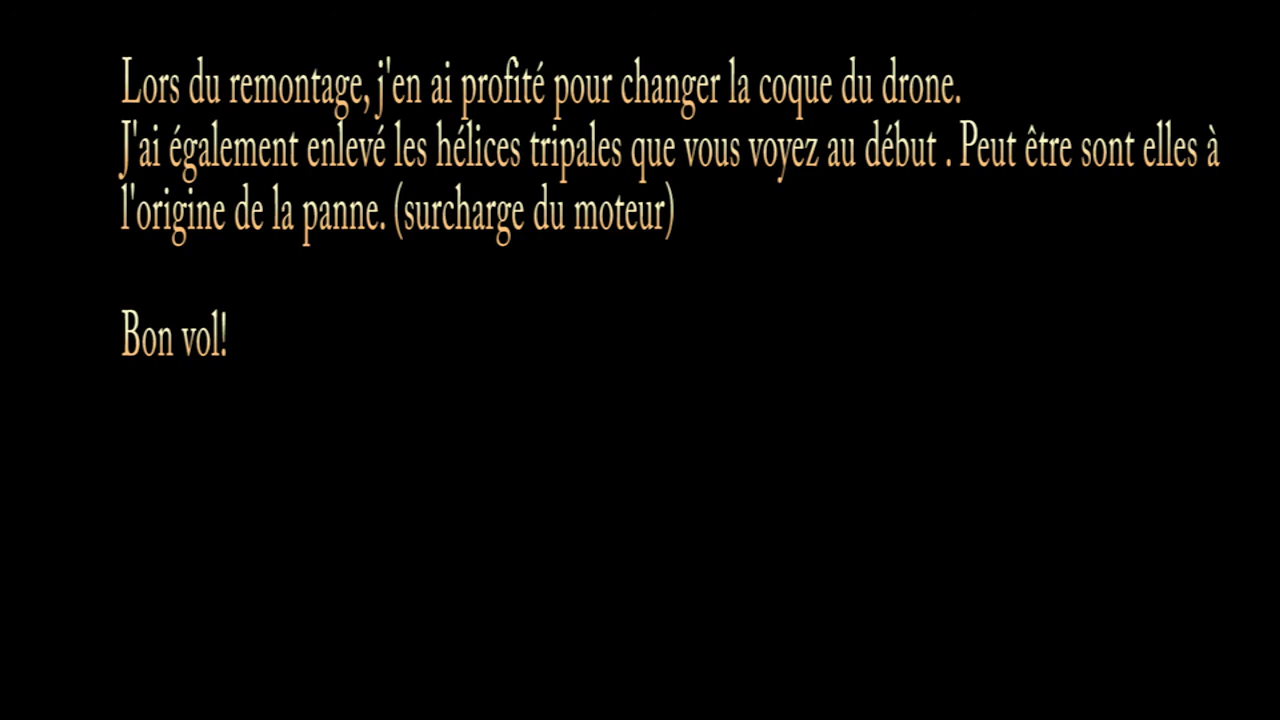 Lors du remontage, j'en ai profité pour changer la coque du drone.
J'ai également enlevé les hélices tripales que vous voyez au début . Peut être sont elles à
l'origine de la panne. (surcharge du moteur)
Bon vol!